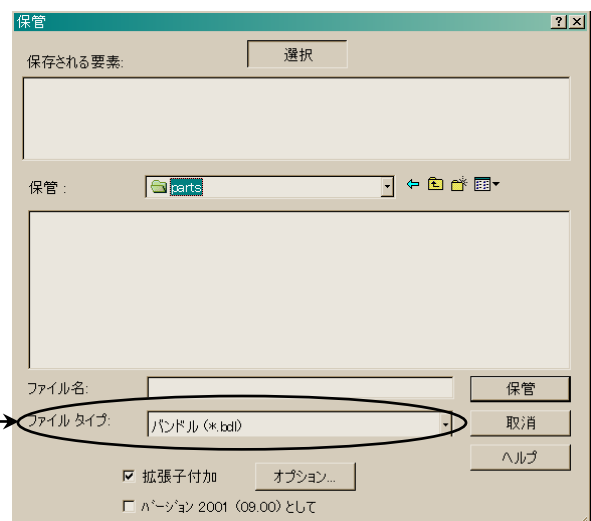 保管
保存される要素:
選択
保管 :
parts
ファイル名:
保管
ファイル タイプ:
バンドル (*.bdl)
取消
ヘルプ
拡張子付加
オプション...
バージョン 2001 (09.00) として